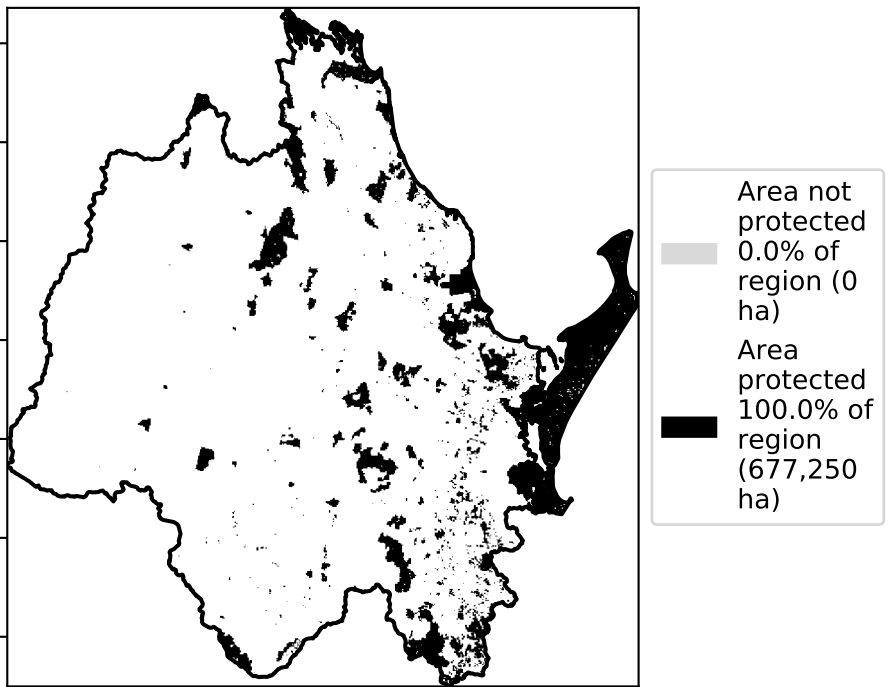 Area not
protected
0.0% of
region (0
ha)
Area
protected
100.0% of
region
(677,250
ha)